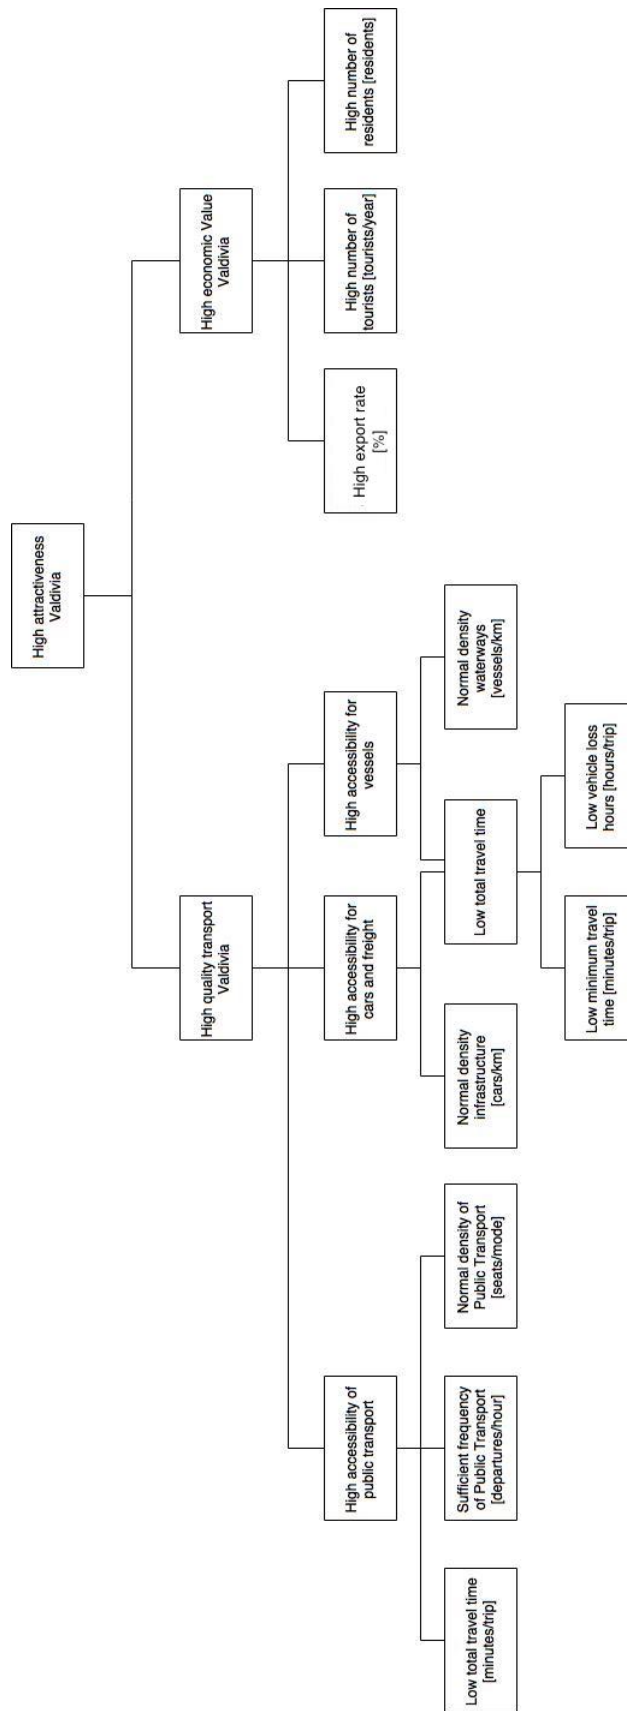 High attractiveness
Valdivia
High quality transport
Valdivia
High economic Value
Valdivia
High accessibility of
public transport
High accessibility for
cars and freight
High accessibility for
vessels
High export rate
[%]
High number of
tourists [tourists/year]
High number of
residents [residents]
Low total travel time
[minutes/trip]
Sufficient frequency
of Public Transport
[departures/hour]
Normal density of
Public Transport
[seats/mode]
Normal density
infrastructure
[cars/km]
Low total travel time
Normal density
waterways
[vessels/km]
Low minimum travel
time [minutes/trip]
Low vehicle loss
hours [hours/trip]